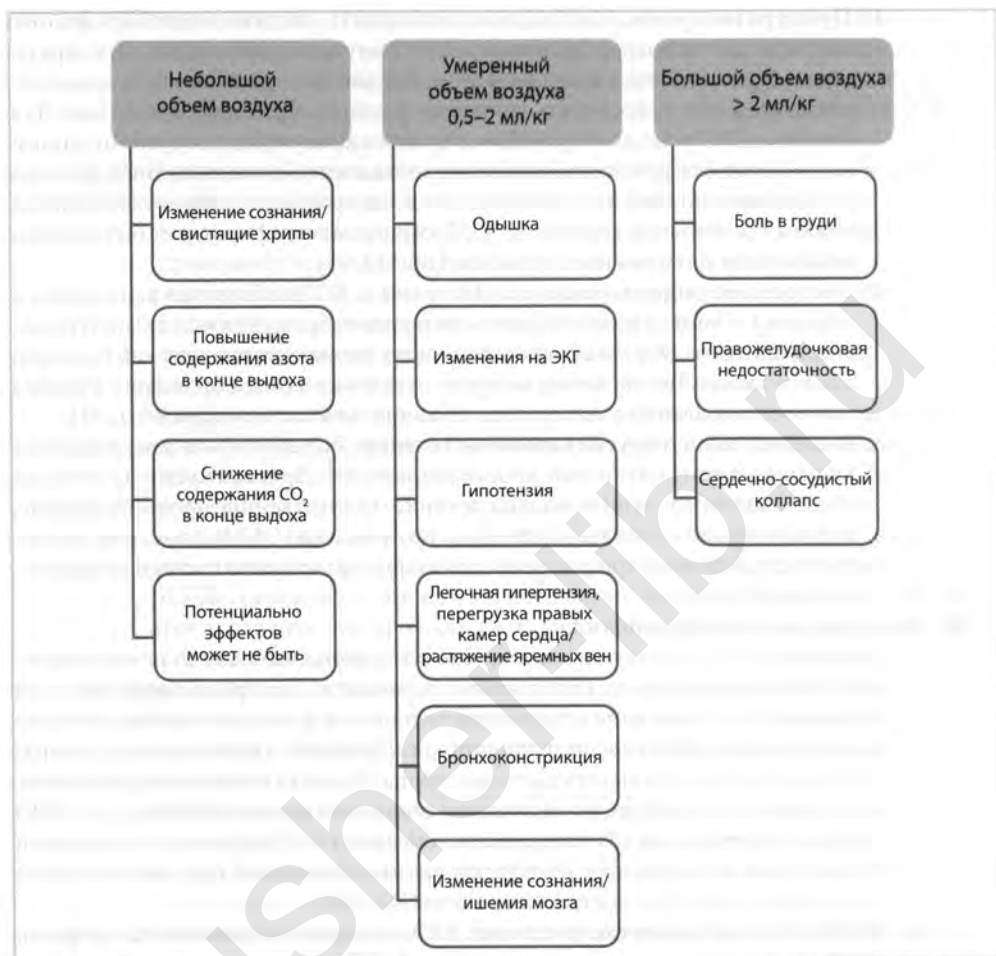 Небольшой
объем воздуха
Изменение сознания/
свистящие хрипы
Повышение
содержания азота
в конце выдоха
Снижение
содержания CO₂
в конце выдоха
Потенциально
эффектов
может не быть
Умеренный
объем воздуха
0,5–2 мл/кг
Одышка
Изменения на ЭКГ
Гипотензия
Легочная гипертензия,
перегрузка правых
камер сердца/
растяжение яремных вен
Бронхоконстрикция
Изменение сознания/
ишемия мозга
Большой объем воздуха
> 2 мл/кг
Боль в груди
Правожелудочковая
недостаточность
Сердечно-сосудистый
коллапс
usher-lib.ru